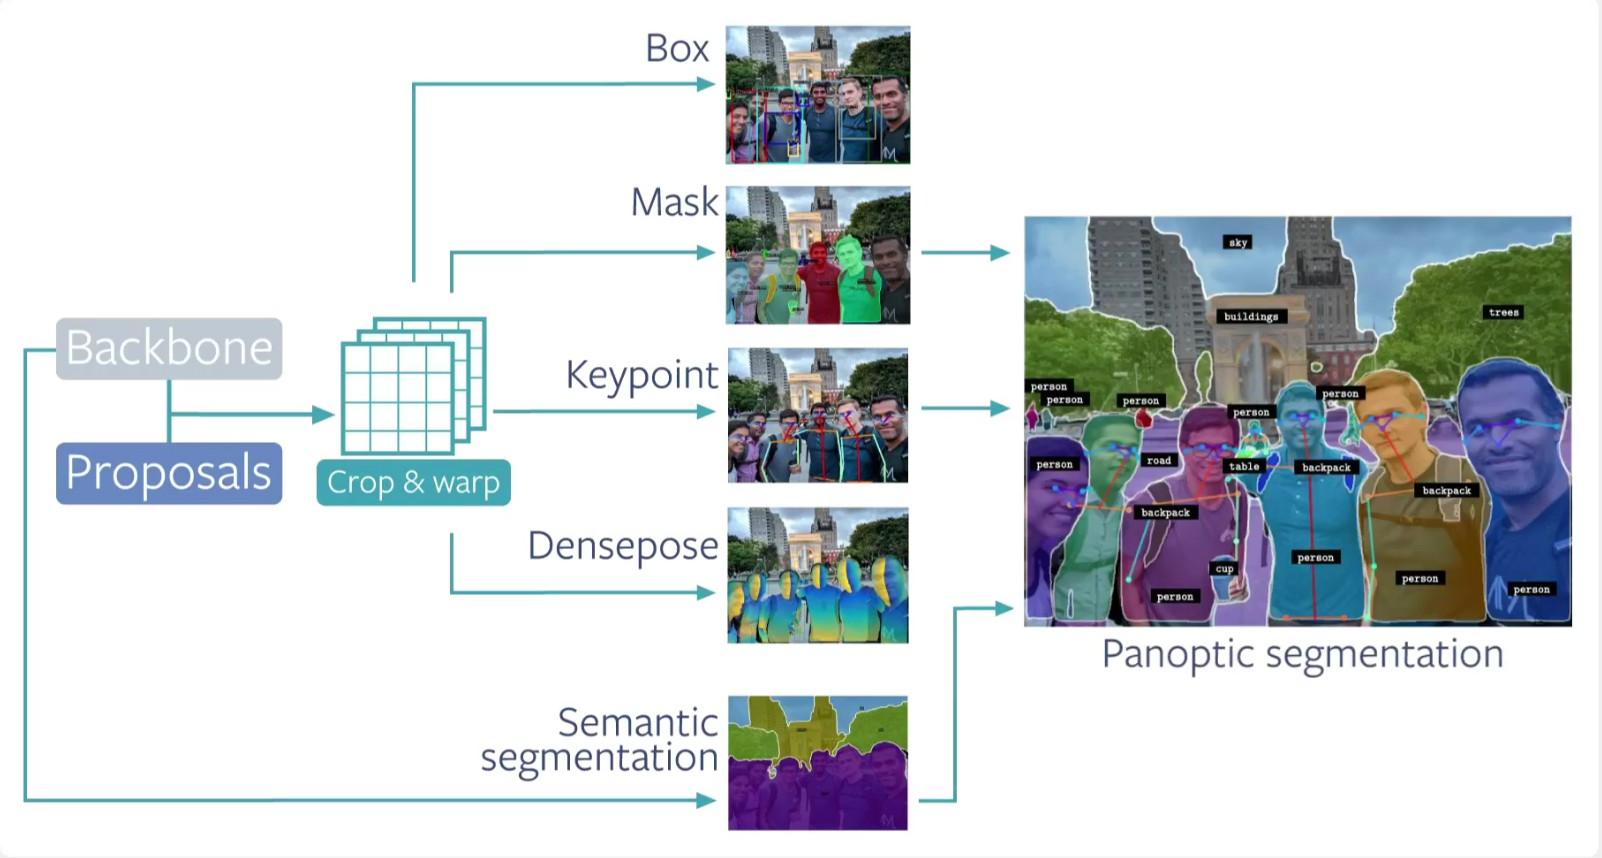 Box
Mask
Backbone
Keypoint
Proposals
Crop & warp
Densepose
Semantic
segmentation
sky
buildings
trees
person
person
person
person
person
person
road
table
backpack
backpack
backpack
person
cup
person
person
person
Panoptic segmentation